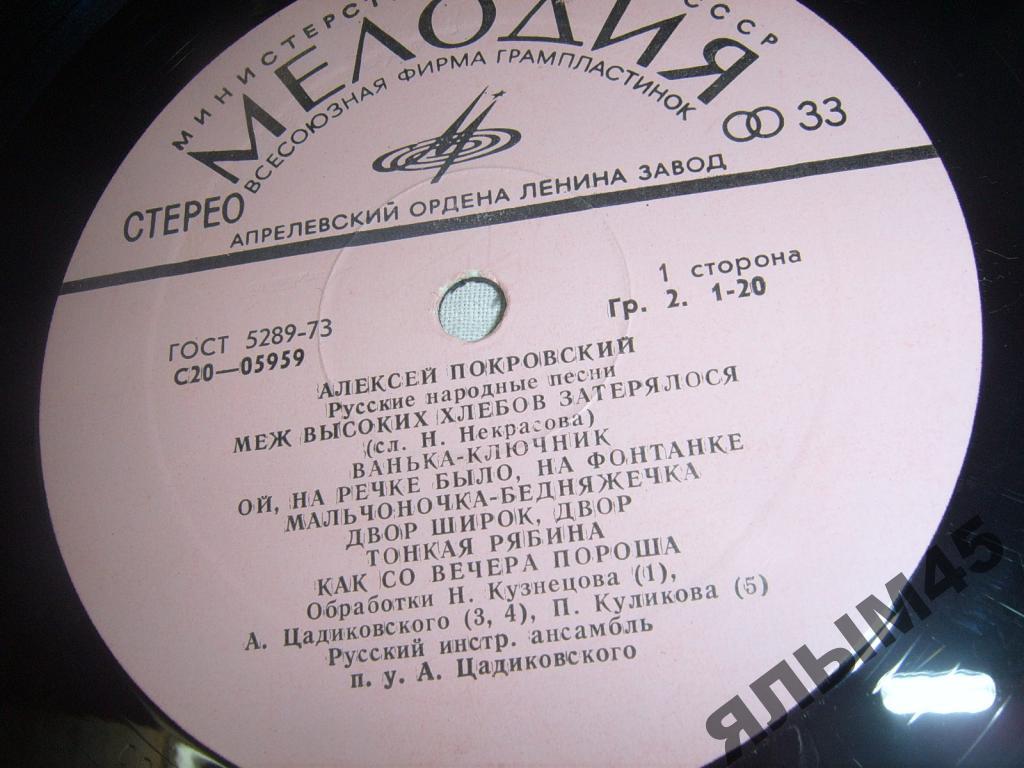 МИНИСТЕРСТ СССР
МЕЛОДИЯ
ВСЕСОЮЗНАЯ ФИРМА ГРАМПЛАСТИНОК
33
СТЕРЕО
АПРЕЛЕВСКИЙ ОРДЕНА ЛЕНИНА ЗАВОД
1 сторона
Гр. 2. 1-20
ГОСТ 5289-73
С20—05959
АЛЕКСЕЙ ПОКРОВСКИЙ
Русские народные песни
МЕЖ ВЫСОКИХ ХЛЕБОВ ЗАТЕРЯЛОСЯ
(сл. Н. Некрасова)
ВАНЬКА-КЛЮЧНИК
ОЙ, НА РЕЧКЕ БЫЛО, НА ФОНТАНКЕ
МАЛЬЧОНОЧКА-БЕДНЯЖЕЧКА
ДВОР ШИРОК, ДВОР
ТОНКАЯ РЯБИНА
КАК СО ВЕЧЕРА ПОРОША
Обработки Н. Кузнецова (1),
А. Цадиковского (3, 4), П. Куликова (5)
Русский инстр. ансамбль
п. у. А. Цадиковского
ЯЛЫМ45